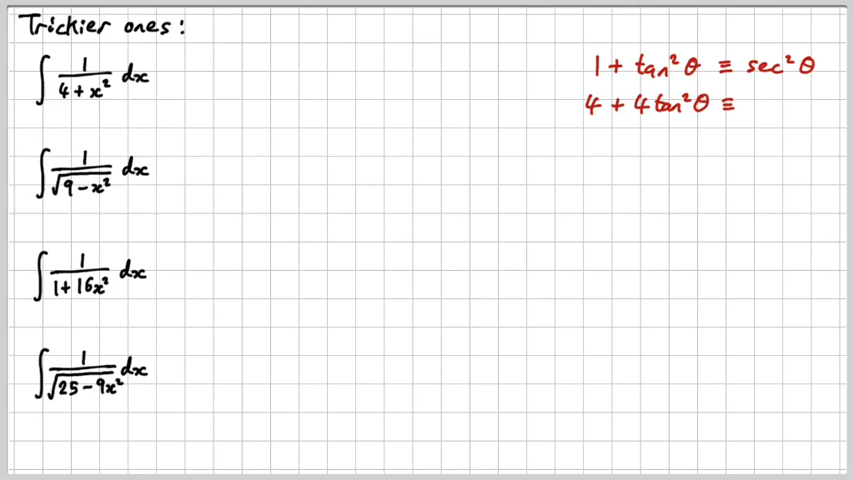 Trickier ones :
∫ 1/(4 + x²) dx
1 + tan²θ ≡ sec²θ
4 + 4tan²θ ≡
∫ 1/√(9 − x²) dx
∫ 1/(1 + 16x²) dx
∫ 1/√(25 − 9x²) dx